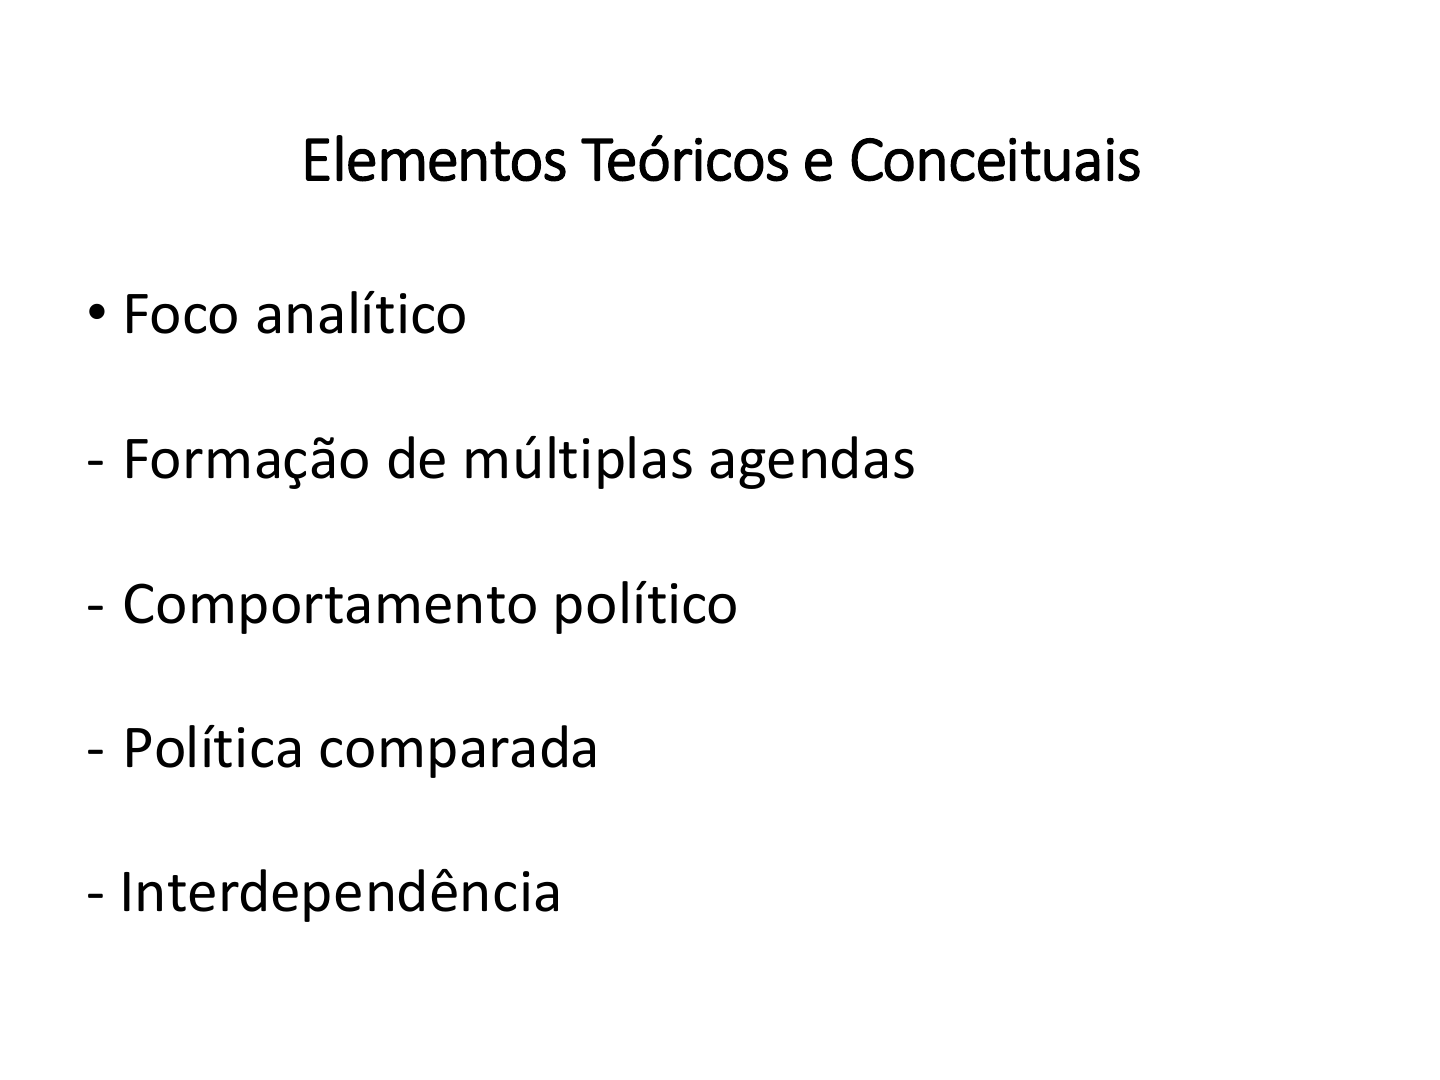 Elementos Teóricos e Conceituais
• Foco analítico
- Formação de múltiplas agendas
- Comportamento político
- Política comparada
- Interdependência